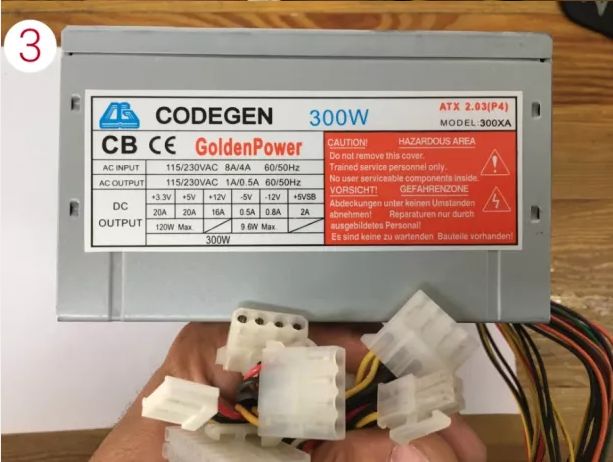 3
CODEGEN 300W ATX 2.03(P4)
MODEL:300XA
CB CE GoldenPower
AC INPUT 115/230VAC 8A/4A 60/50Hz
AC OUTPUT 115/230VAC 1A/0.5A 60/50Hz
DC OUTPUT
+3.3V +5V +12V -5V -12V +5VSB
20A 20A 16A 0.5A 0.8A 2A
120W Max. 9.6W Max.
300W
CAUTION! HAZARDOUS AREA
Do not remove this cover.
Trained service personnel only.
No user serviceable components inside.
VORSICHT! GEFAHRENZONE
Abdeckungen unter keinen Umstanden
abnehmen! Reparaturen nur durch
ausgebildetes Personal!
Es sind keine zu wartenden Bauteile vorhanden!